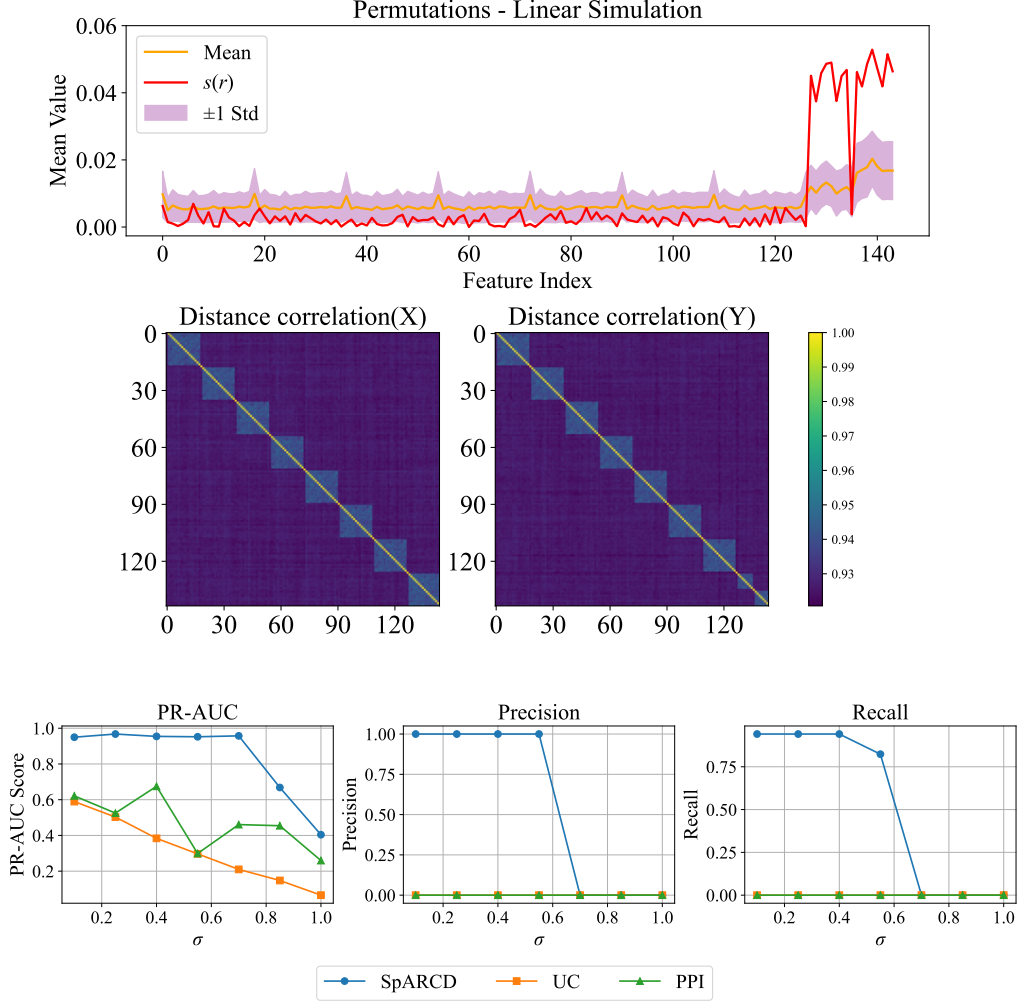 Permutations - Linear Simulation
Mean Value
0.06
0.04
0.02
0.00
Mean
s(r)
±1 Std
0 20 40 60 80 100 120 140
Feature Index
Distance correlation(X)
0
30
60
90
120
0 30 60 90 120
Distance correlation(Y)
0 30 60 90 120
1.00
0.99
0.98
0.97
0.96
0.95
0.94
0.93
PR-AUC
PR-AUC Score
1.0
0.8
0.6
0.4
0.2
0.2 0.4 0.6 0.8 1.0
σ
Precision
Precision
1.00
0.75
0.50
0.25
0.00
0.2 0.4 0.6 0.8 1.0
σ
Recall
Recall
0.75
0.50
0.25
0.00
0.2 0.4 0.6 0.8 1.0
σ
SpARCD UC PPI